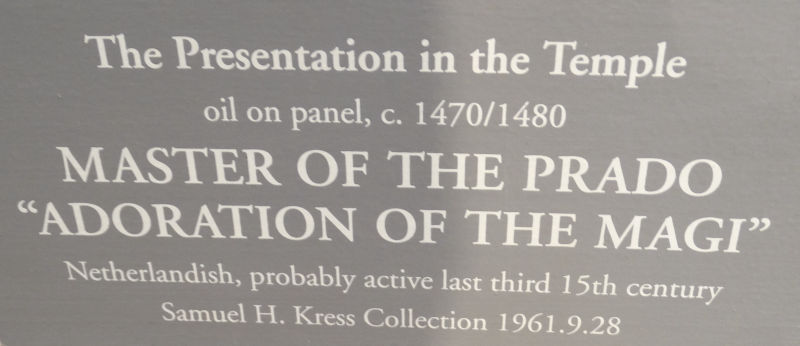 The Presentation in the Temple
oil on panel, c. 1470/1480
MASTER OF THE PRADO
“ADORATION OF THE MAGI”
Netherlandish, probably active last third 15th century
Samuel H. Kress Collection 1961.9.28